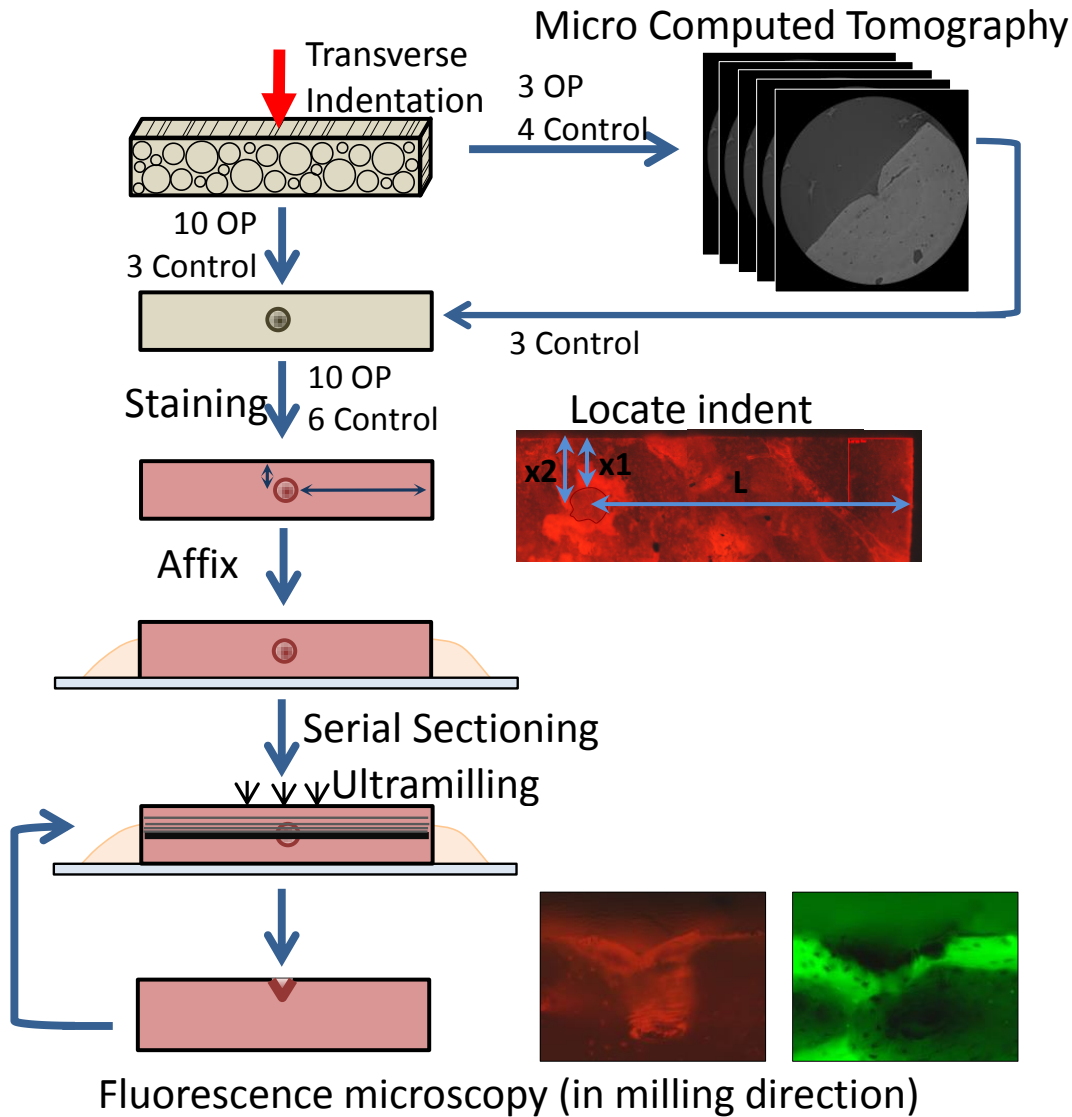 Micro Computed Tomography
Transverse
Indentation
3 OP
4 Control
10 OP
3 Control
3 Control
10 OP
Staining
6 Control
Locate indent
x2
x1
L
Affix
Serial Sectioning
Ultramilling
Fluorescence microscopy (in milling direction)